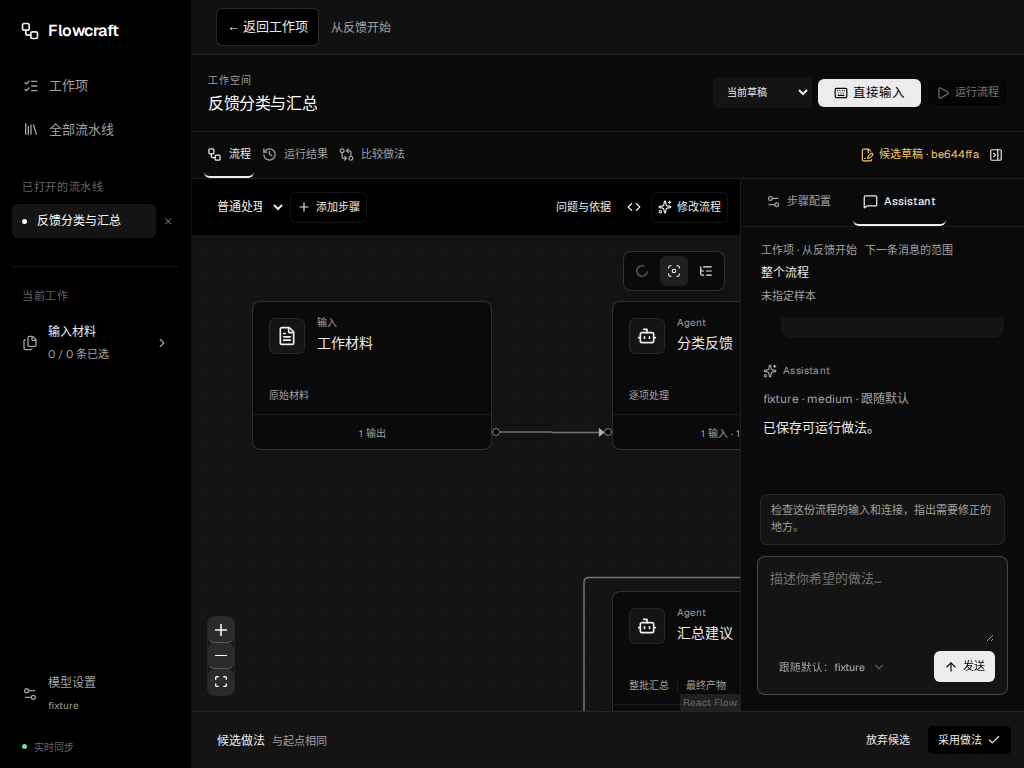 Flowcraft
工作项
全部流水线
已打开的流水线
反馈分类与汇总
×
当前工作
输入材料
0 / 0 条已选
模型设置
fixture
实时同步
← 返回工作项
从反馈开始
工作空间
反馈分类与汇总
当前草稿
直接输入
运行流程
流程
运行结果
比较做法
候选草稿 · be644ffa
普通处理
添加步骤
问题与依据
修改流程
输入
工作材料
原始材料
1 输出
Agent
分类反馈
逐项处理
1 输入 · 1
Agent
汇总建议
整批汇总
最终产物
React Flow
步骤配置
Assistant
工作项 · 从反馈开始 下一条消息的范围
整个流程
未指定样本
Assistant
fixture · medium · 跟随默认
已保存可运行做法。
检查这份流程的输入和连接，指出需要修正的
地方。
描述你希望的做法…
跟随默认：fixture
发送
候选做法 与起点相同
放弃候选
采用做法